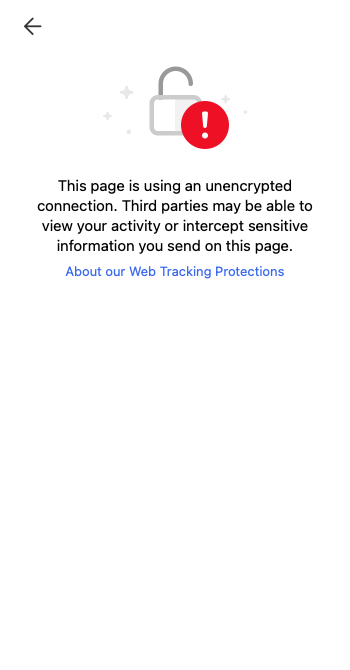 This page is using an unencrypted
connection. Third parties may be able to
view your activity or intercept sensitive
information you send on this page.
About our Web Tracking Protections